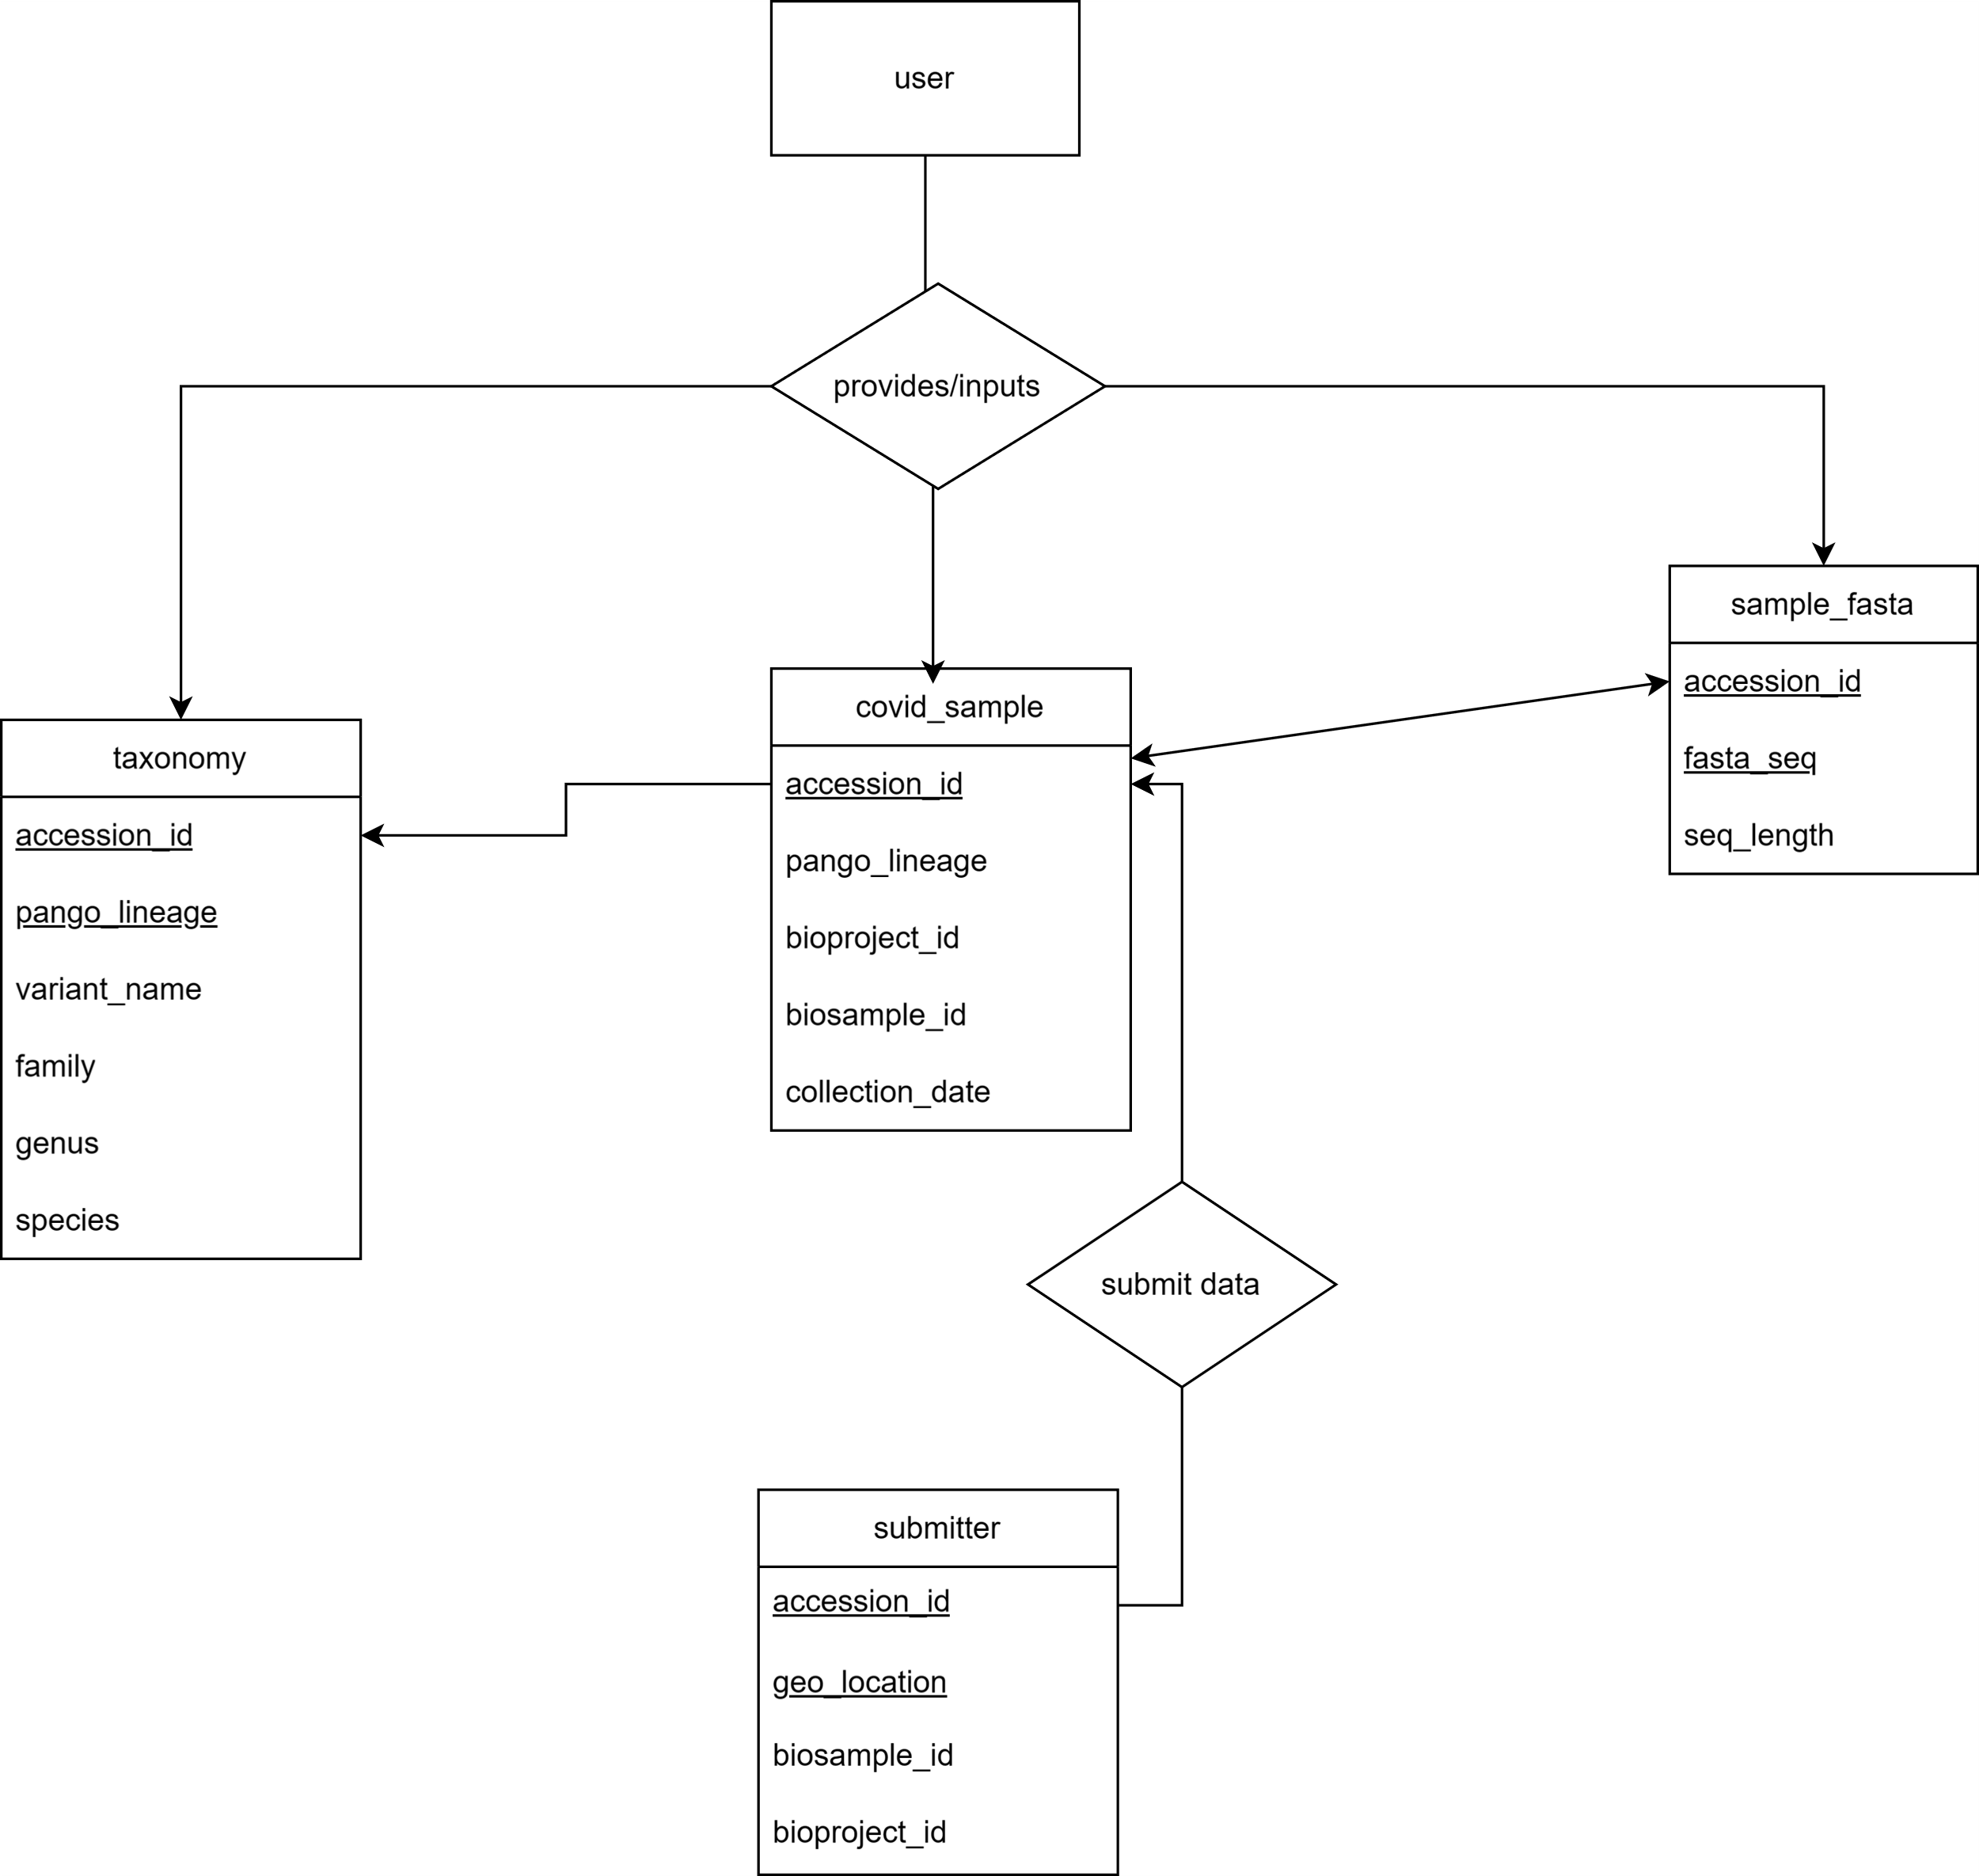 user
provides/inputs
sample_fasta
accession_id
fasta_seq
seq_length
covid_sample
accession_id
pango_lineage
bioproject_id
biosample_id
collection_date
taxonomy
accession_id
pango_lineage
variant_name
family
genus
species
submit data
submitter
accession_id
geo_location
biosample_id
bioproject_id